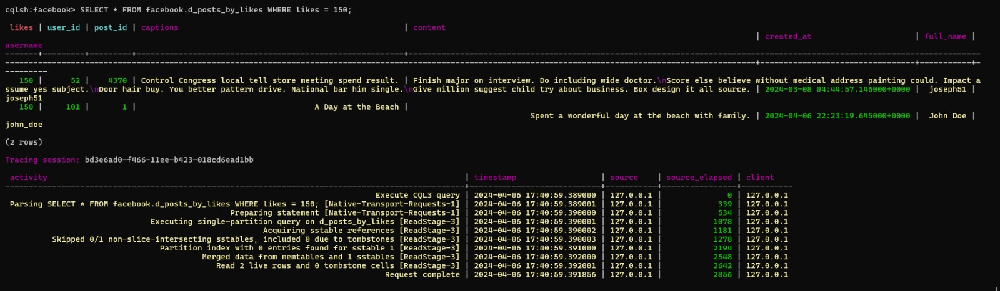 cqlsh:facebook> SELECT * FROM facebook.d_posts_by_likes WHERE likes = 150;
likes | user_id | post_id | captions | content
| created_at | full_name |
username
-------+---------+---------+---------------------------------------------------------+--------------------------------------------------------------------------------------------------------------------------
----------------------------------------------------------------------------------------------------------------------------------------------------------------+---------------------------------+-----------+-
---------
150 | 52 | 4370 | Control Congress local tell store meeting spend result. | Finish major on interview. Do including wide doctor.\nScore else believe without medical address painting could. Impact a
ssume yes subject.\nDoor hair buy. You better pattern drive. National bar him single.\nGive million suggest child try about business. Box design it all source. | 2024-03-08 04:44:57.146000+0000 | joseph51 |
joseph51
150 | 101 | 1 | A Day at the Beach |
Spent a wonderful day at the beach with family. | 2024-04-06 22:23:19.645000+0000 | John Doe |
john_doe
(2 rows)
Tracing session: bd3e6ad0-f466-11ee-b423-018cd6ead1bb
activity | timestamp | source | source_elapsed | client
---------------------------------------------------------------------------------------------------+----------------------------+-----------+----------------+-----------
Execute CQL3 query | 2024-04-06 17:40:59.389000 | 127.0.0.1 | 0 | 127.0.0.1
Parsing SELECT * FROM facebook.d_posts_by_likes WHERE likes = 150; [Native-Transport-Requests-1] | 2024-04-06 17:40:59.389001 | 127.0.0.1 | 339 | 127.0.0.1
Preparing statement [Native-Transport-Requests-1] | 2024-04-06 17:40:59.390000 | 127.0.0.1 | 534 | 127.0.0.1
Executing single-partition query on d_posts_by_likes [ReadStage-3] | 2024-04-06 17:40:59.390001 | 127.0.0.1 | 1078 | 127.0.0.1
Acquiring sstable references [ReadStage-3] | 2024-04-06 17:40:59.390002 | 127.0.0.1 | 1181 | 127.0.0.1
Skipped 0/1 non-slice-intersecting sstables, included 0 due to tombstones [ReadStage-3] | 2024-04-06 17:40:59.390003 | 127.0.0.1 | 1278 | 127.0.0.1
Partition index with 0 entries found for sstable 1 [ReadStage-3] | 2024-04-06 17:40:59.391000 | 127.0.0.1 | 2194 | 127.0.0.1
Merged data from memtables and 1 sstables [ReadStage-3] | 2024-04-06 17:40:59.392000 | 127.0.0.1 | 2548 | 127.0.0.1
Read 2 live rows and 0 tombstone cells [ReadStage-3] | 2024-04-06 17:40:59.392001 | 127.0.0.1 | 2642 | 127.0.0.1
Request complete | 2024-04-06 17:40:59.391856 | 127.0.0.1 | 2856 | 127.0.0.1